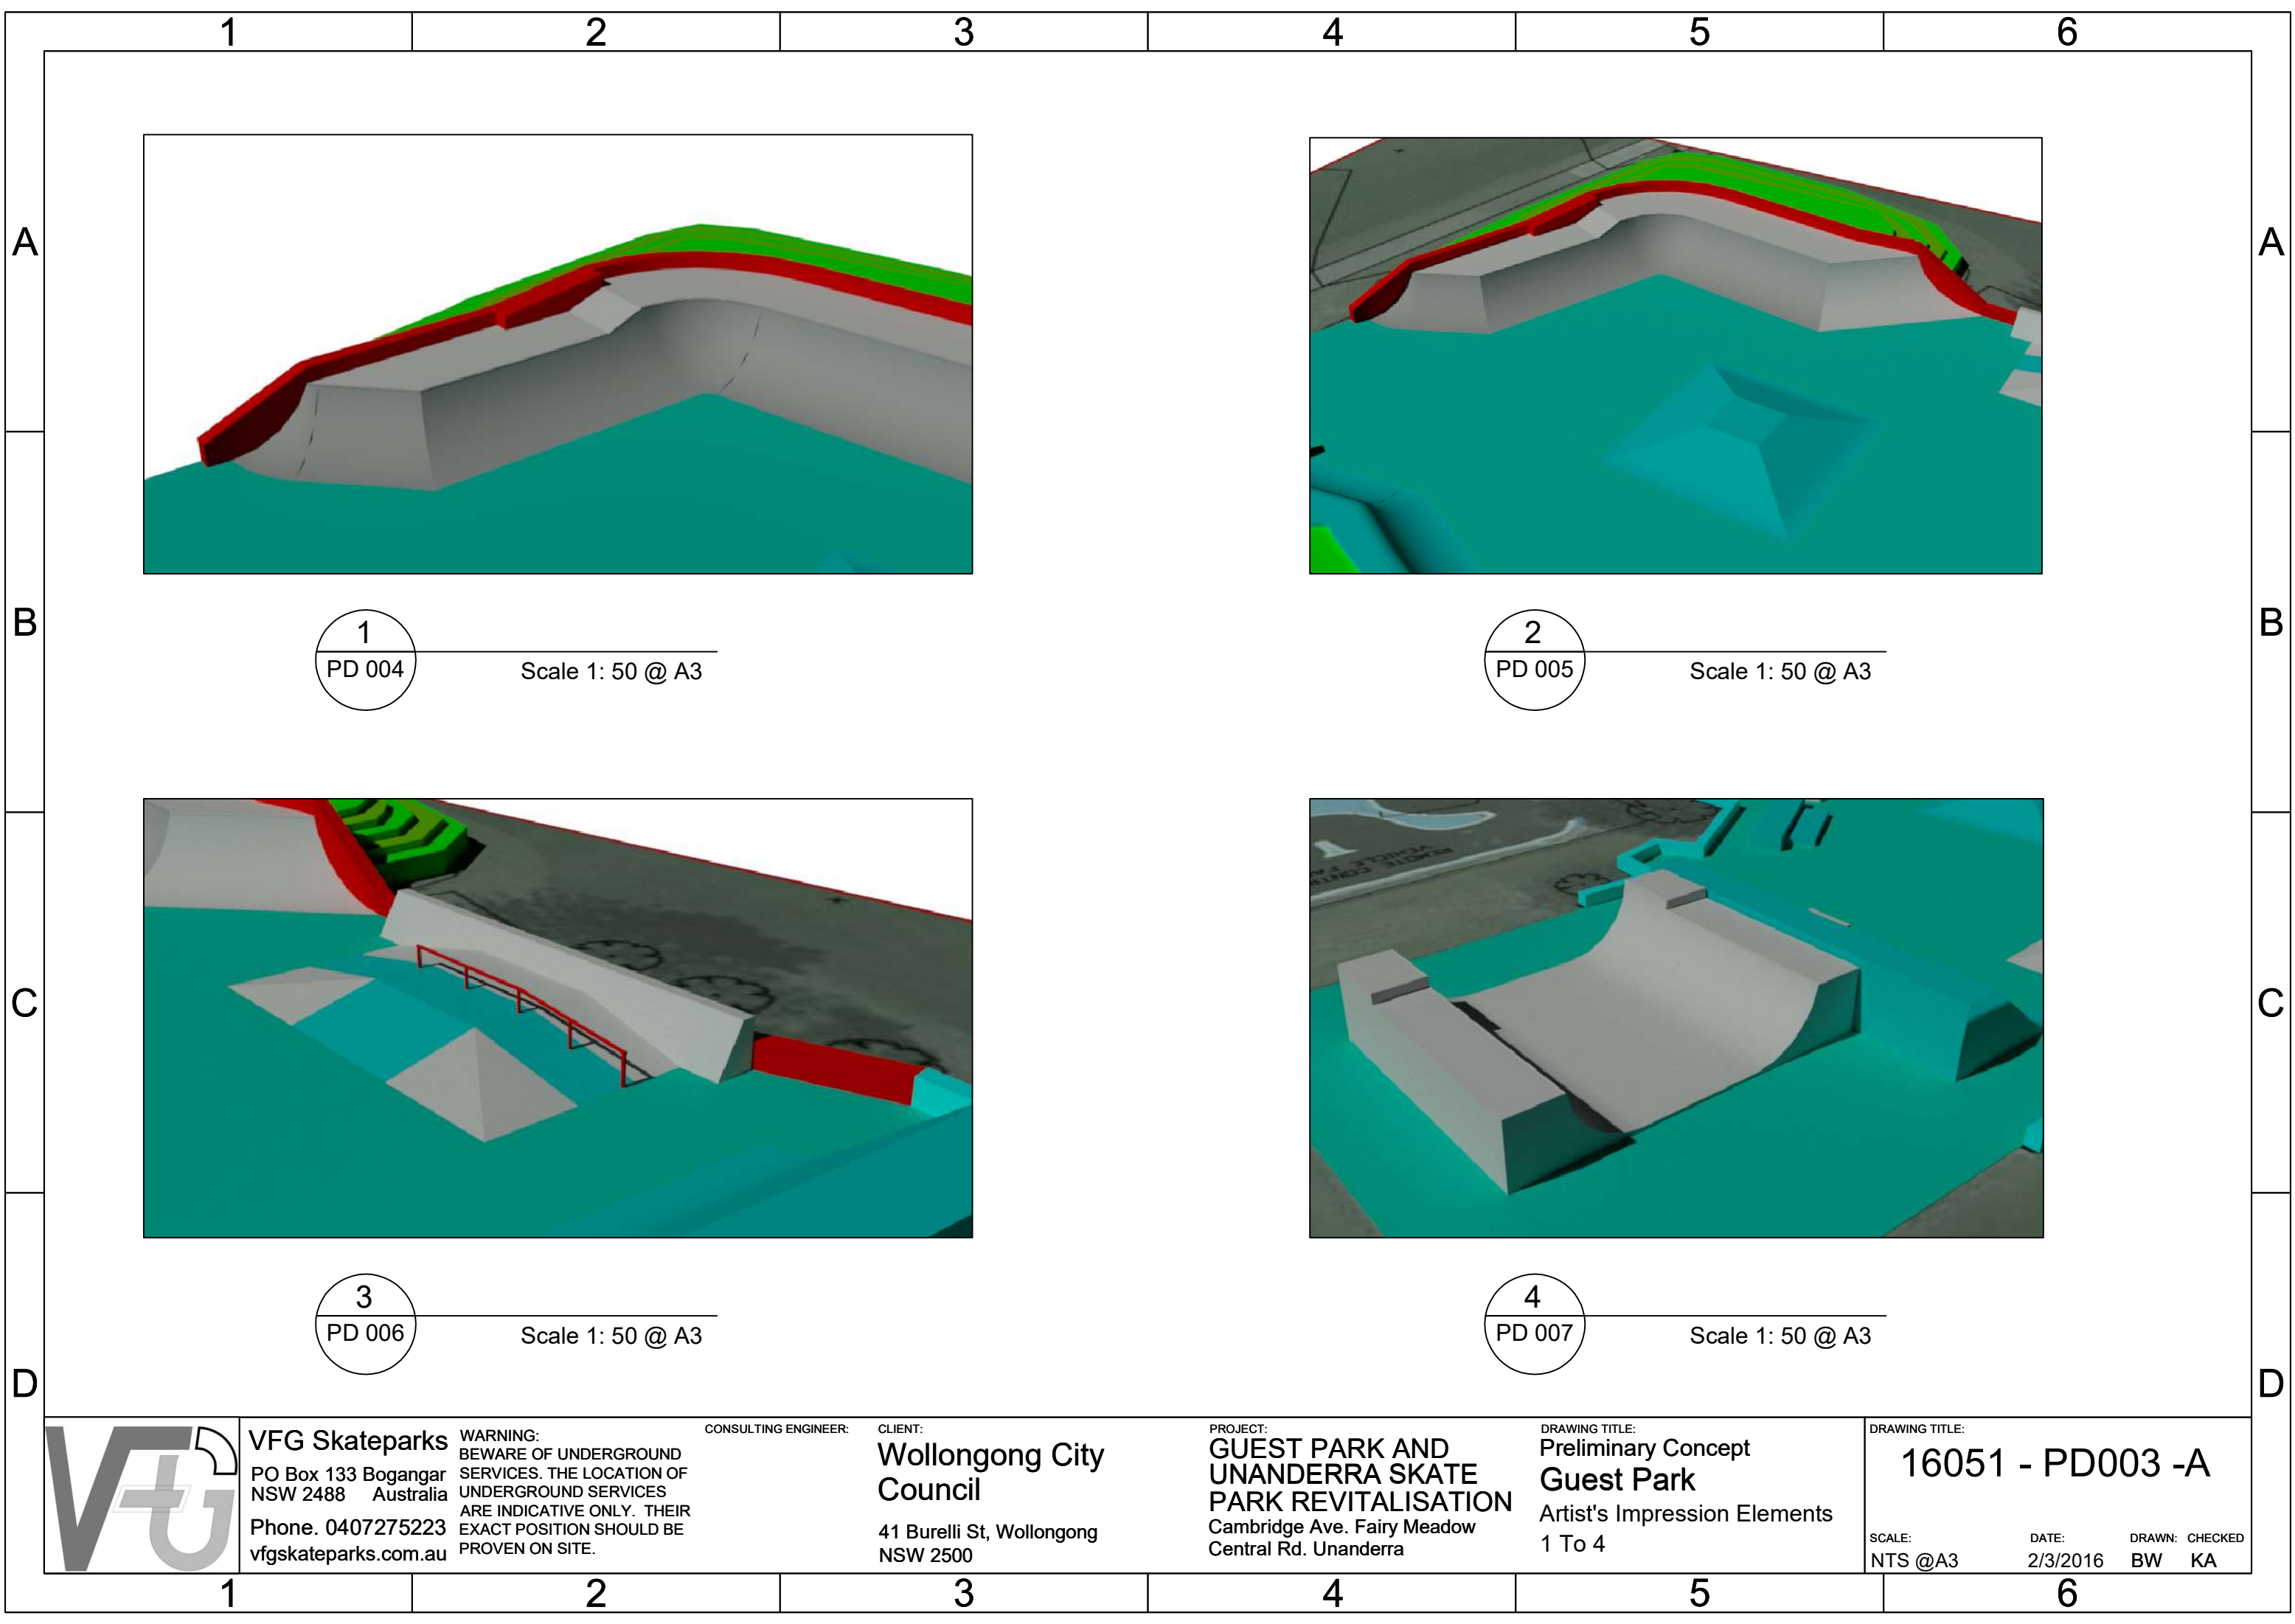 1 2 3 4 5 6
A A
1
PD 004 Scale 1: 50 @ A3
2
PD 005 Scale 1: 50 @ A3
B B
C C
3
PD 006 Scale 1: 50 @ A3
4
PD 007 Scale 1: 50 @ A3
D D
VFG
VFG Skateparks
PO Box 133 Bogangar
NSW 2488 Australia
Phone. 0407275223
vfgskateparks.com.au
WARNING:
BEWARE OF UNDERGROUND
SERVICES. THE LOCATION OF
UNDERGROUND SERVICES
ARE INDICATIVE ONLY. THEIR
EXACT POSITION SHOULD BE
PROVEN ON SITE.
CONSULTING ENGINEER:
CLIENT:
Wollongong City
Council
41 Burelli St, Wollongong
NSW 2500
PROJECT:
GUEST PARK AND
UNANDERRA SKATE
PARK REVITALISATION
Cambridge Ave. Fairy Meadow
Central Rd. Unanderra
DRAWING TITLE:
Preliminary Concept
Guest Park
Artist's Impression Elements
1 To 4
DRAWING TITLE:
16051 - PD003 -A
SCALE: DATE: DRAWN: CHECKED
NTS @A3 2/3/2016 BW KA
1 2 3 4 5 6